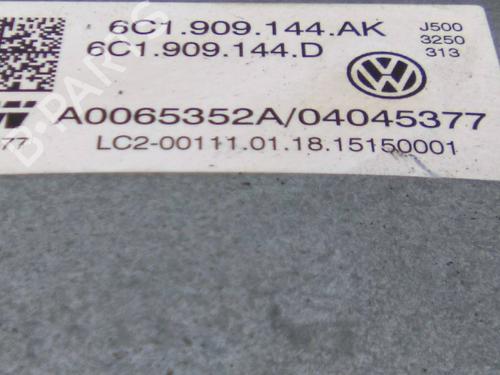 6C1.909.144.AK
6C1.909.144.D
J500
3250
313
A0065352A/04045377
77
LC2-00111.01.18.15150001
B-PARTS